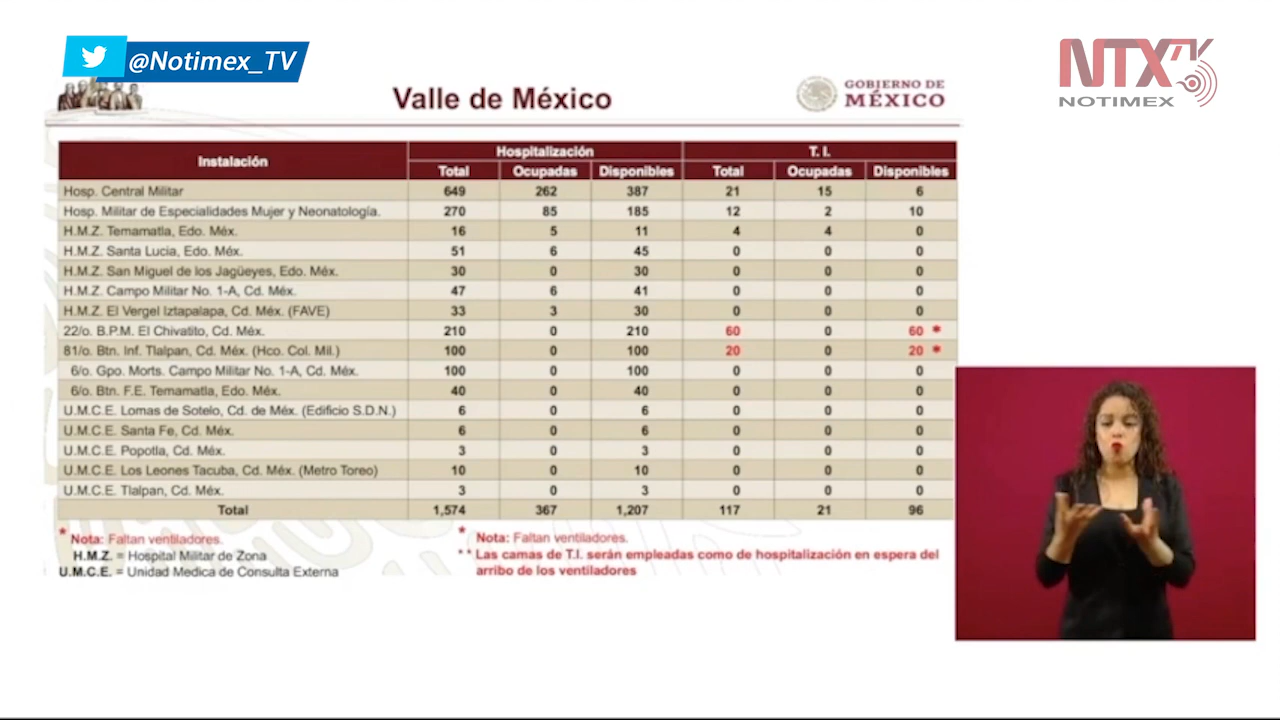 @Notimex_TV
NTXTV
NOTIMEX
Valle de México
GOBIERNO DE
MÉXICO
Instalación Hospitalización T. I.
Total Ocupadas Disponibles Total Ocupadas Disponibles
Hosp. Central Militar 649 262 387 21 15 6
Hosp. Militar de Especialidades Mujer y Neonatología. 270 85 185 12 2 10
H.M.Z. Temamatla, Edo. Méx. 16 5 11 4 4 0
H.M.Z. Santa Lucia, Edo. Méx. 51 6 45 0 0 0
H.M.Z. San Miguel de los Jagüeyes, Edo. Méx. 30 0 30 0 0 0
H.M.Z. Campo Militar No. 1-A, Cd. Méx. 47 6 41 0 0 0
H.M.Z. El Vergel Iztapalapa, Cd. Méx. (FAVE) 33 3 30 0 0 0
22/o. B.P.M. El Chivatito, Cd. Méx. 210 0 210 60 0 60 *
81/o. Btn. Inf. Tlalpan, Cd. Méx. (Hco. Col. Mil.) 100 0 100 20 0 20 *
6/o. Gpo. Morts. Campo Militar No. 1-A, Cd. Méx. 100 0 100 0 0 0
6/o. Btn. F.E. Temamatla, Edo. Méx. 40 0 40 0 0 0
U.M.C.E. Lomas de Sotelo, Cd. de Méx. (Edificio S.D.N.) 6 0 6 0 0 0
U.M.C.E. Santa Fe, Cd. Méx. 6 0 6 0 0 0
U.M.C.E. Popotla, Cd. Méx. 3 0 3 0 0 0
U.M.C.E. Los Leones Tacuba, Cd. Méx. (Metro Toreo) 10 0 10 0 0 0
U.M.C.E. Tlalpan, Cd. Méx. 3 0 3 0 0 0
Total 1,574 367 1,207 117 21 96
* Nota: Faltan ventiladores.
H.M.Z. = Hospital Militar de Zona
U.M.C.E. = Unidad Medica de Consulta Externa
* Nota: Faltan ventiladores.
** Las camas de T.I. serán empleadas como de hospitalización en espera del
arribo de los ventiladores